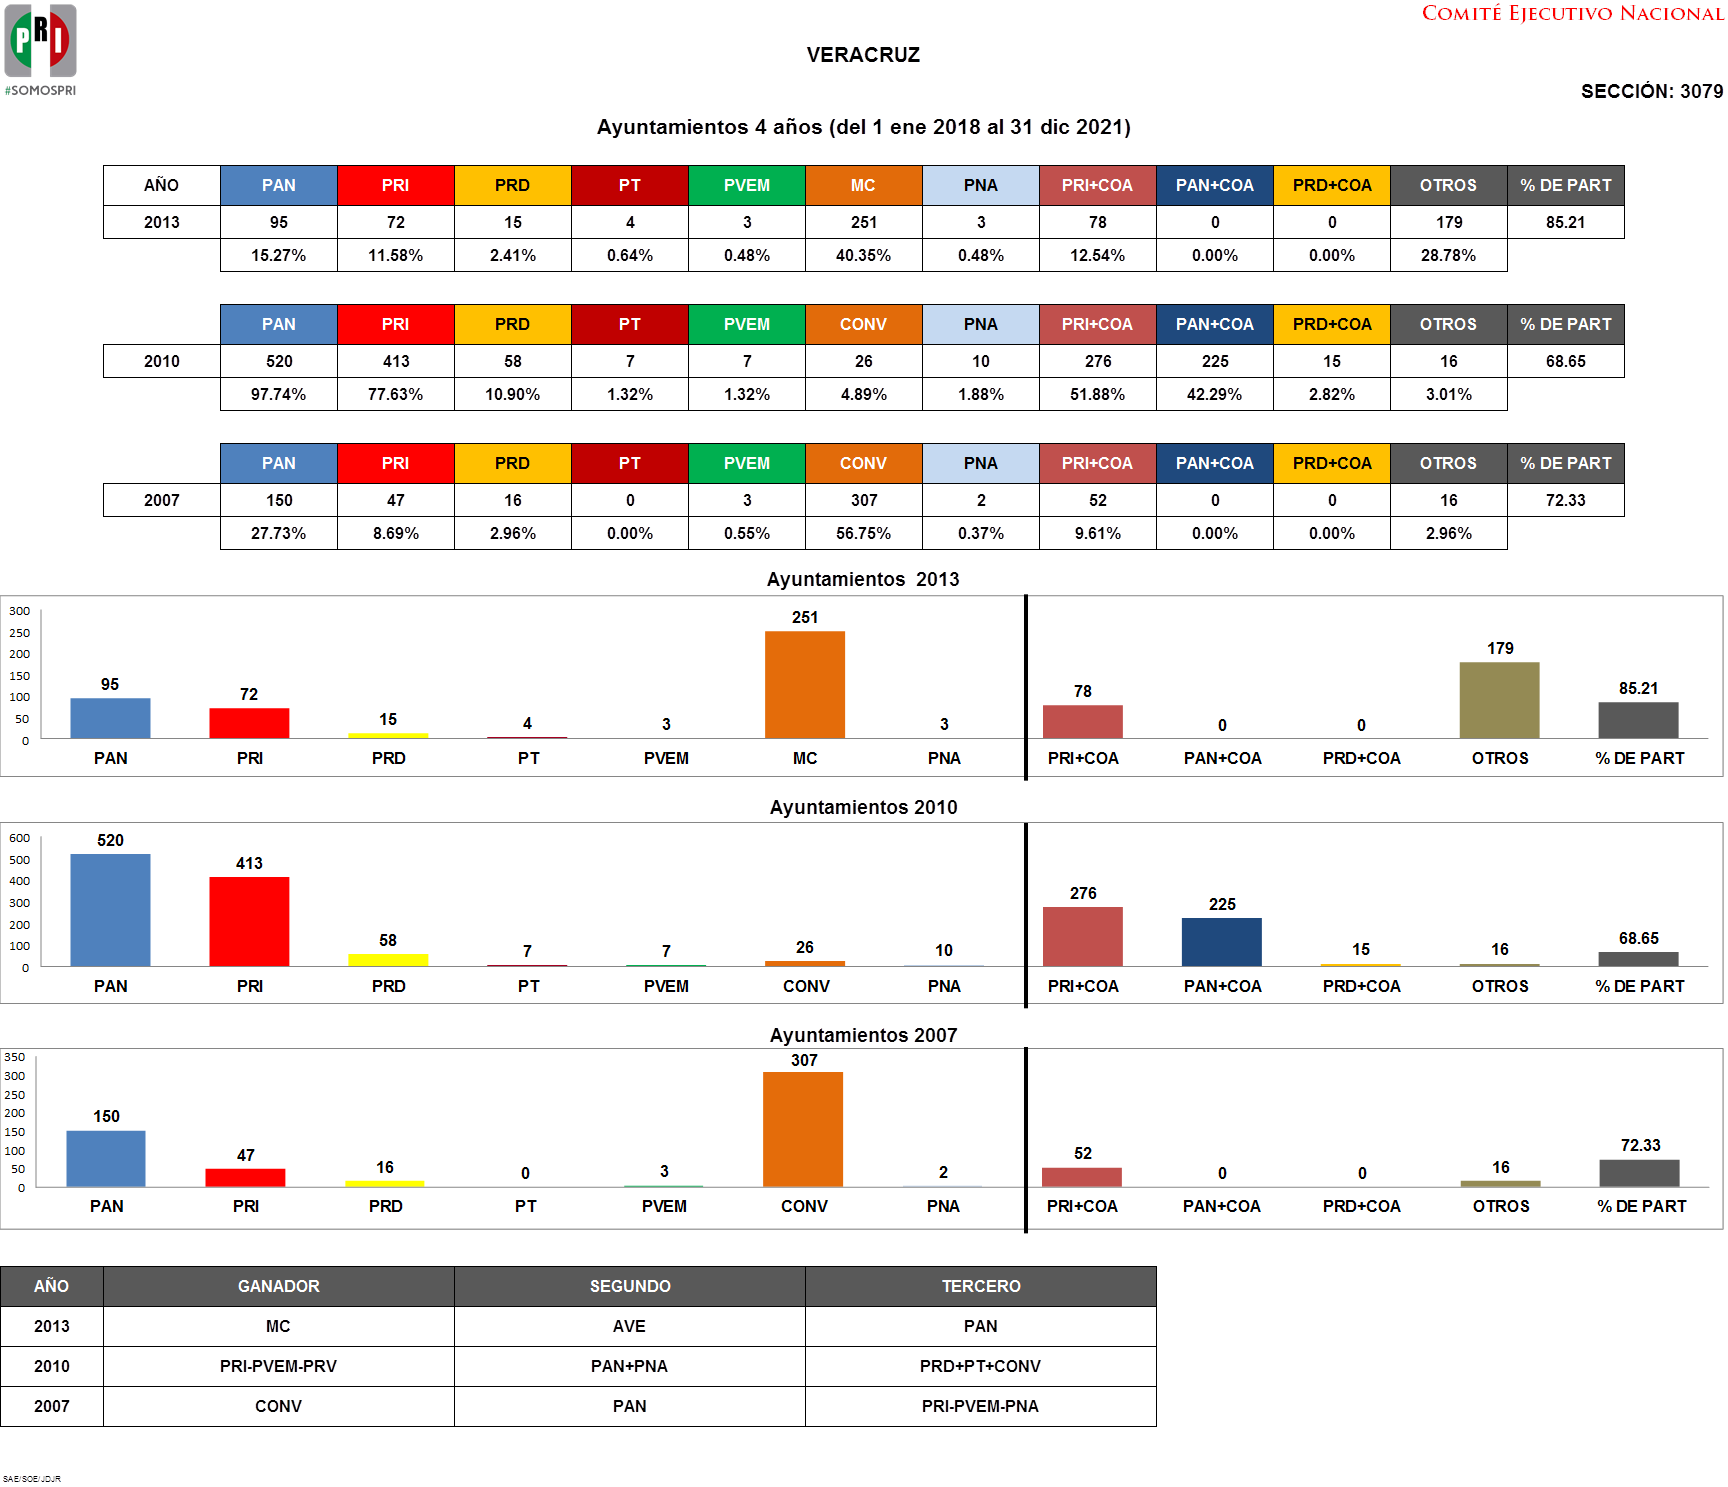 PRI
#SOMOSPRI
COMITÉ EJECUTIVO NACIONAL
VERACRUZ
SECCIÓN: 3079
Ayuntamientos 4 años (del 1 ene 2018 al 31 dic 2021)
AÑO PAN PRI PRD PT PVEM MC PNA PRI+COA PAN+COA PRD+COA OTROS % DE PART
2013 95 72 15 4 3 251 3 78 0 0 179 85.21
15.27% 11.58% 2.41% 0.64% 0.48% 40.35% 0.48% 12.54% 0.00% 0.00% 28.78%
PAN PRI PRD PT PVEM CONV PNA PRI+COA PAN+COA PRD+COA OTROS % DE PART
2010 520 413 58 7 7 26 10 276 225 15 16 68.65
97.74% 77.63% 10.90% 1.32% 1.32% 4.89% 1.88% 51.88% 42.29% 2.82% 3.01%
PAN PRI PRD PT PVEM CONV PNA PRI+COA PAN+COA PRD+COA OTROS % DE PART
2007 150 47 16 0 3 307 2 52 0 0 16 72.33
27.73% 8.69% 2.96% 0.00% 0.55% 56.75% 0.37% 9.61% 0.00% 0.00% 2.96%
Ayuntamientos 2013
300
250
200
150
100
50
0
95 72 15 4 3 251 3 78 0 0 179 85.21
PAN PRI PRD PT PVEM MC PNA PRI+COA PAN+COA PRD+COA OTROS % DE PART
Ayuntamientos 2010
600
500
400
300
200
100
0
520 413 58 7 7 26 10 276 225 15 16 68.65
PAN PRI PRD PT PVEM CONV PNA PRI+COA PAN+COA PRD+COA OTROS % DE PART
Ayuntamientos 2007
350
300
250
200
150
100
50
0
150 47 16 0 3 307 2 52 0 0 16 72.33
PAN PRI PRD PT PVEM CONV PNA PRI+COA PAN+COA PRD+COA OTROS % DE PART
AÑO GANADOR SEGUNDO TERCERO
2013 MC AVE PAN
2010 PRI-PVEM-PRV PAN+PNA PRD+PT+CONV
2007 CONV PAN PRI-PVEM-PNA
SAE/SOE/JDJR